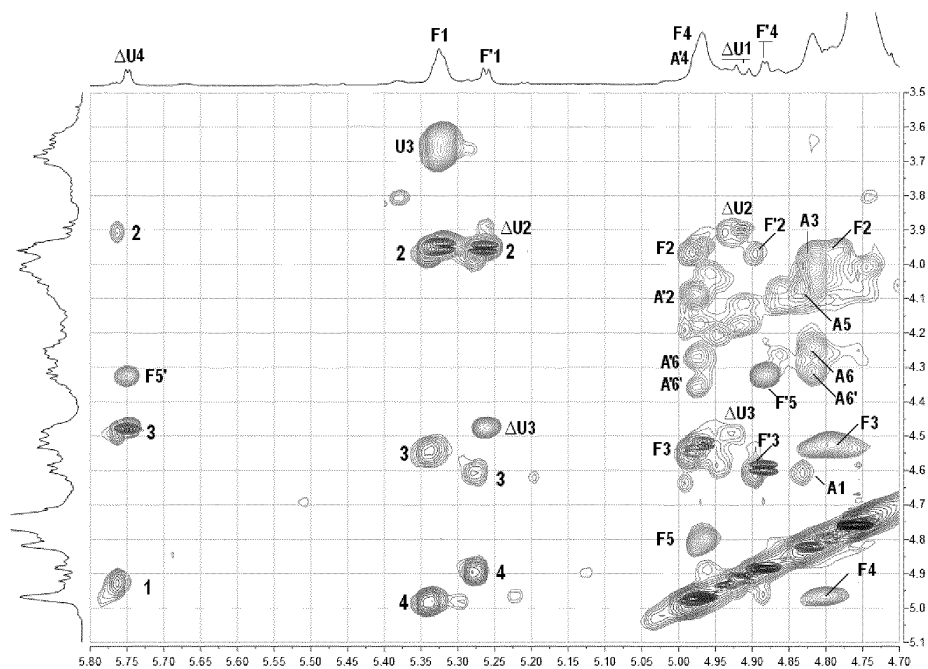 F1
F4
F'4
ΔU4
F'1
A'4
ΔU1
3.5
3.6
U3
3.7
3.8
ΔU2
A3
F2
2
ΔU2
F'2
3.9
2
2
F2
4.0
A'2
4.1
A5
4.2
A'6
A6
F5'
A'6'
F'5
A6'
4.3
4.4
3
ΔU3
ΔU3
F3
3
F3
F'3
4.5
3
A1
4.6
4.7
F5
4.8
1
4
F4
4.9
4
5.0
5.1
5.80 5.75 5.70 5.65 5.60 5.55 5.50 5.45 5.40 5.35 5.30 5.25 5.20 5.15 5.10 5.05 5.00 4.95 4.90 4.85 4.80 4.75 4.70